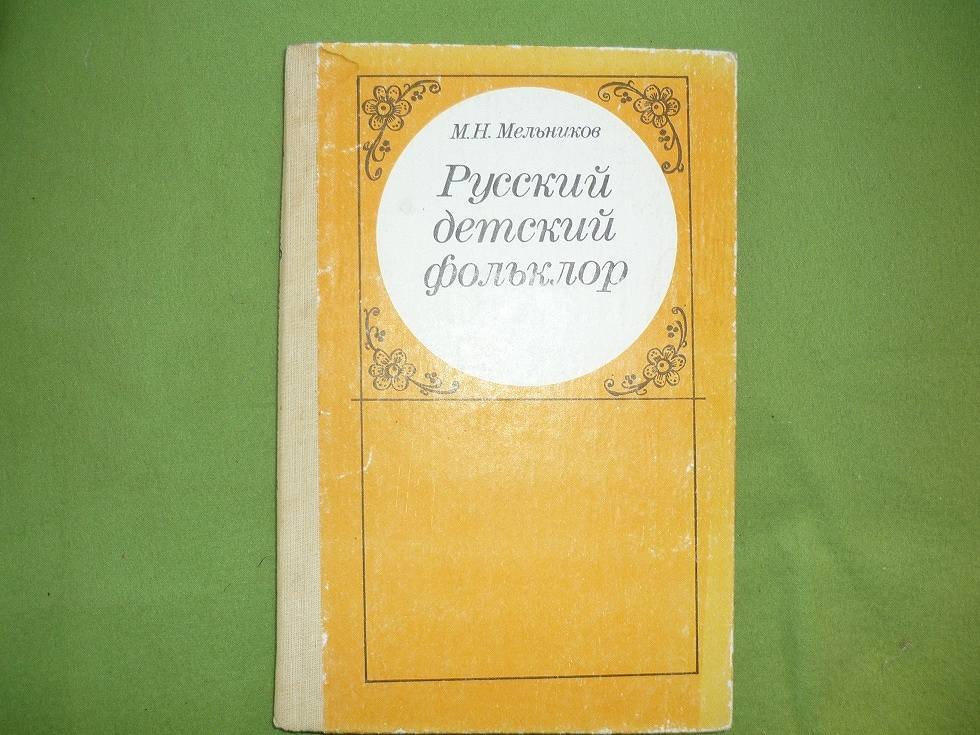 М.Н. Мельников
Русский
детский
фольклор